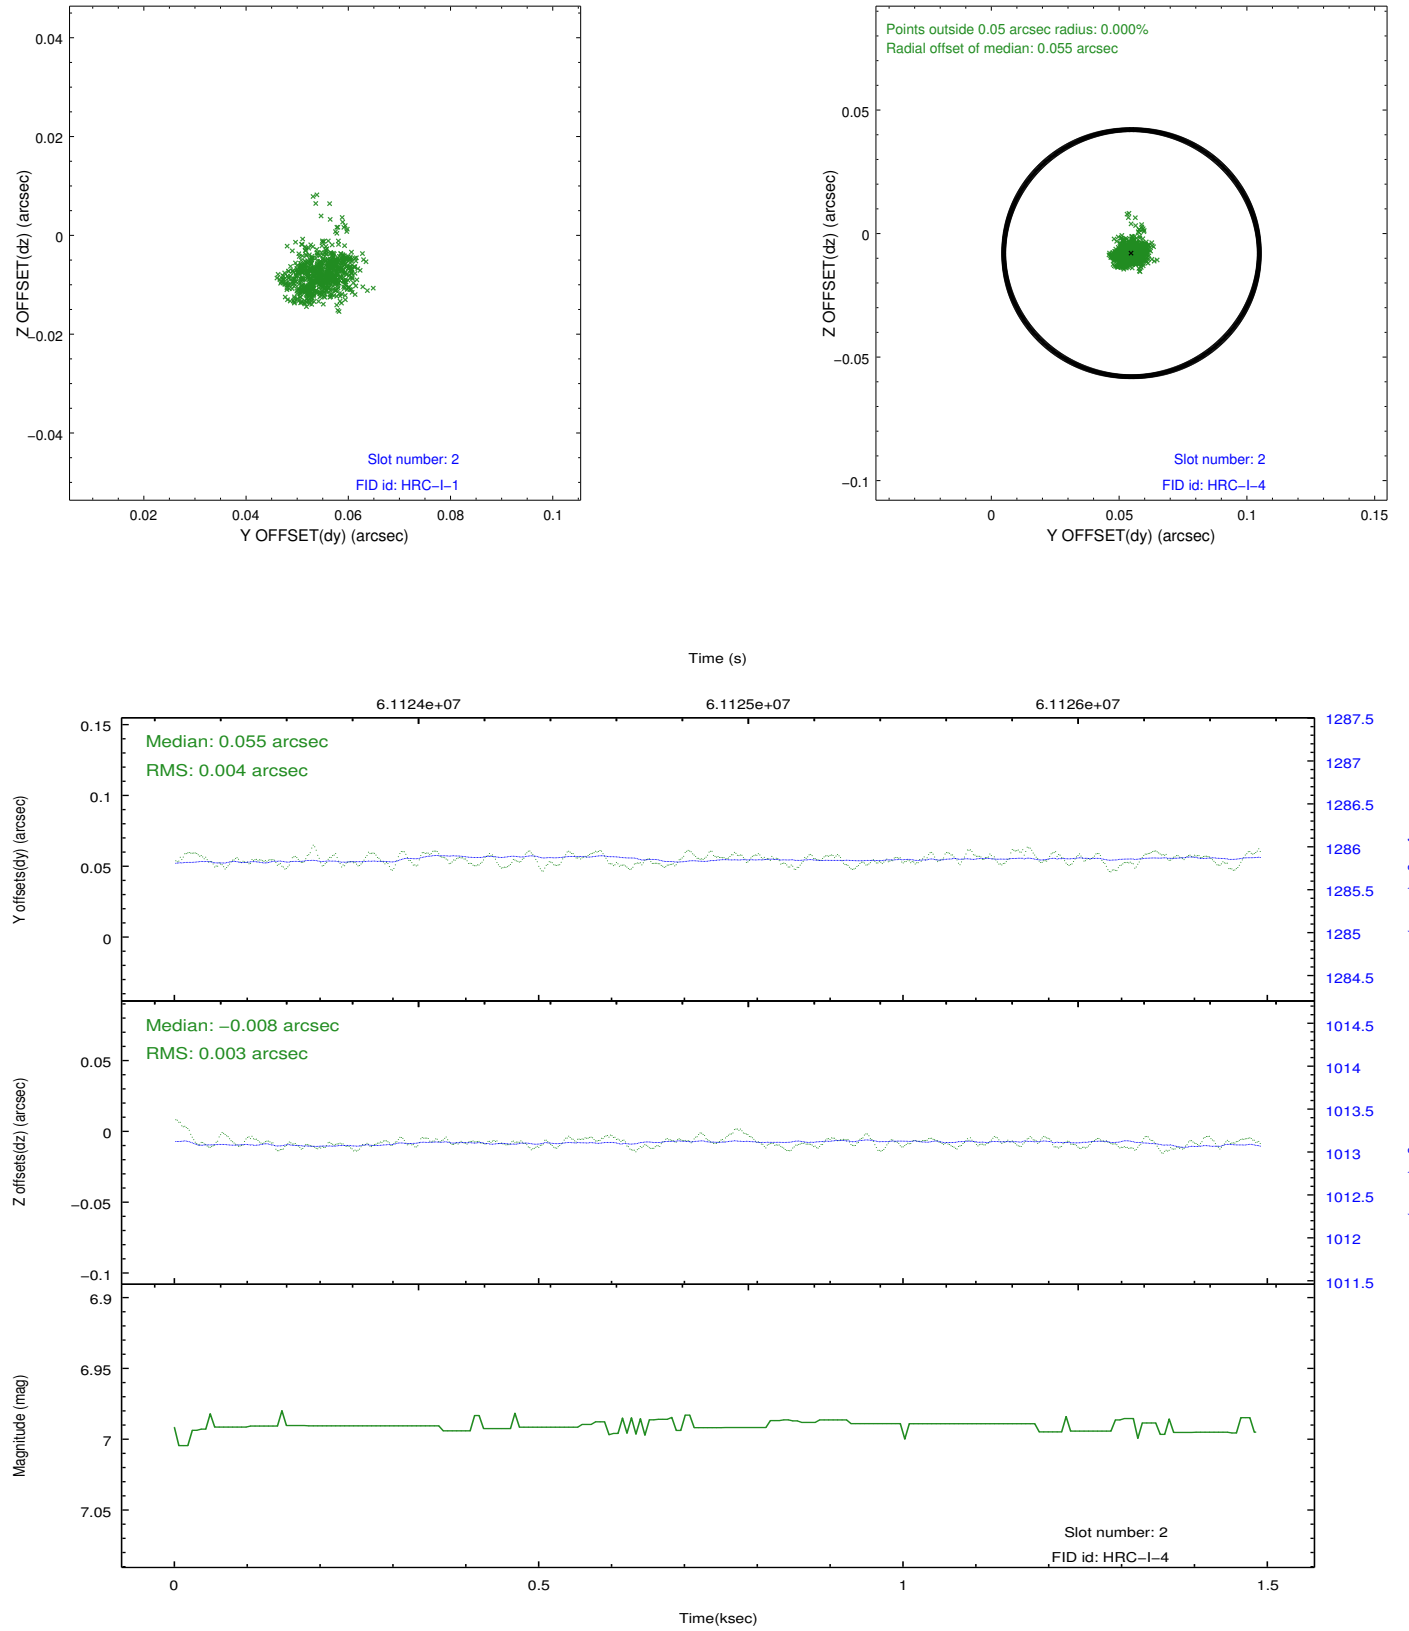 0.04
0.02
0
−0.02
−0.04
Z OFFSET(dz) (arcsec)
Slot number: 2
FID id: HRC−I−1
0.02
0.04
0.06
0.08
0.1
Y OFFSET(dy) (arcsec)
Points outside 0.05 arcsec radius: 0.000%
Radial offset of median: 0.055 arcsec
0.05
0
−0.05
−0.1
Z OFFSET(dz) (arcsec)
Slot number: 2
FID id: HRC−I−4
0
0.05
0.1
0.15
Y OFFSET(dy) (arcsec)
Time (s)
6.1124e+07
6.1125e+07
6.1126e+07
Median: 0.055 arcsec
RMS: 0.004 arcsec
0.15
0.1
0.05
0
Y offsets(dy) (arcsec)
1287.5
1287
1286.5
1286
1285.5
1285
1284.5
Median: −0.008 arcsec
RMS: 0.003 arcsec
0.05
0
−0.05
−0.1
Z offsets(dz) (arcsec)
1014.5
1014
1013.5
1013
1012.5
1012
1011.5
6.9
6.95
7
7.05
Magnitude (mag)
Slot number: 2
FID id: HRC−I−4
0
0.5
1
1.5
Time(ksec)